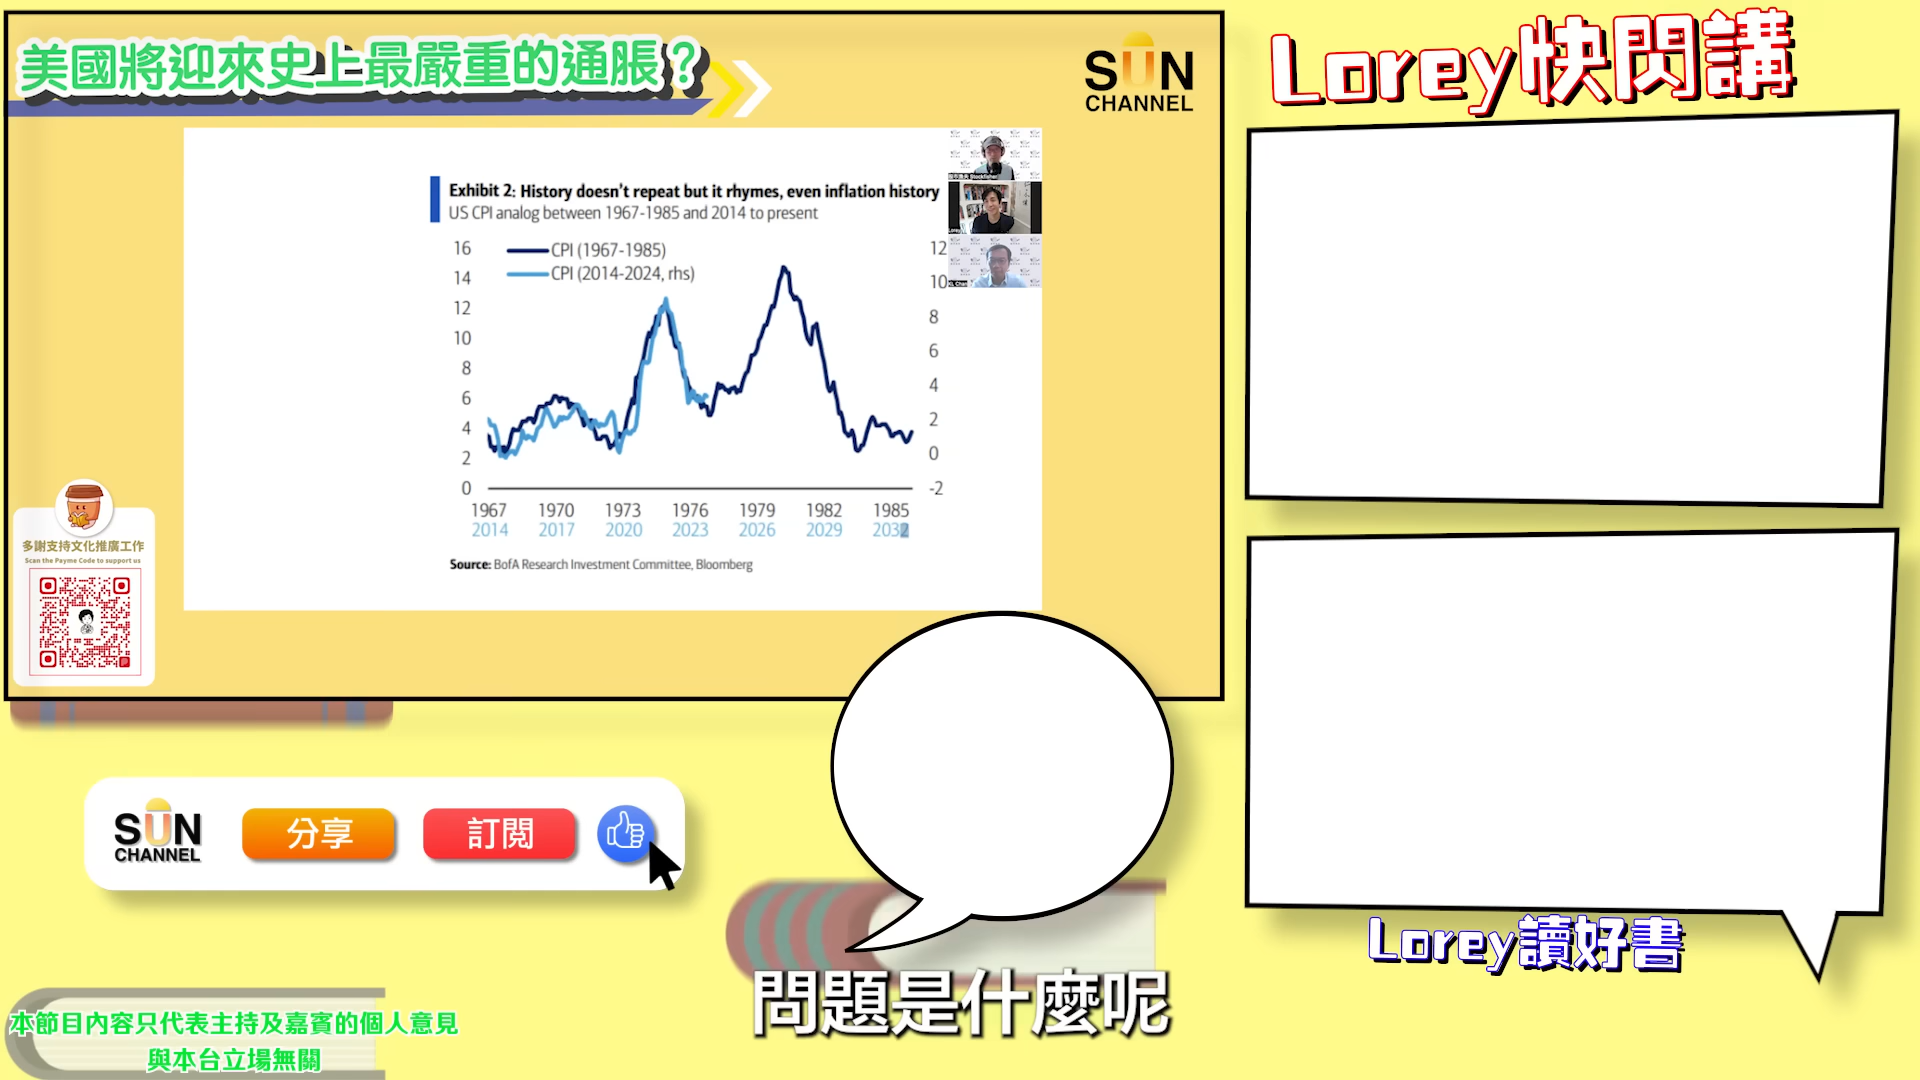 美國將迎來史上最嚴重的通脹？
SUN
CHANNEL
Lorey快閃講
Exhibit 2: History doesn't repeat but it rhymes, even inflation history
US CPI analog between 1967-1985 and 2014 to present
CPI (1967-1985)
CPI (2014-2024, rhs)
16
14
12
10
8
6
4
2
0
12
10
8
6
4
2
0
-2
1967 1970 1973 1976 1979 1982 1985
2014 2017 2020 2023 2026 2029 2032
Source: BofA Research Investment Committee, Bloomberg
多謝支持文化推廣工作
Scan the Payme Code to support us
SUN
CHANNEL
分享
訂閱
Lorey讀好書
問題是什麼呢
本節目內容只代表主持及嘉賓的個人意見
與本台立場無關